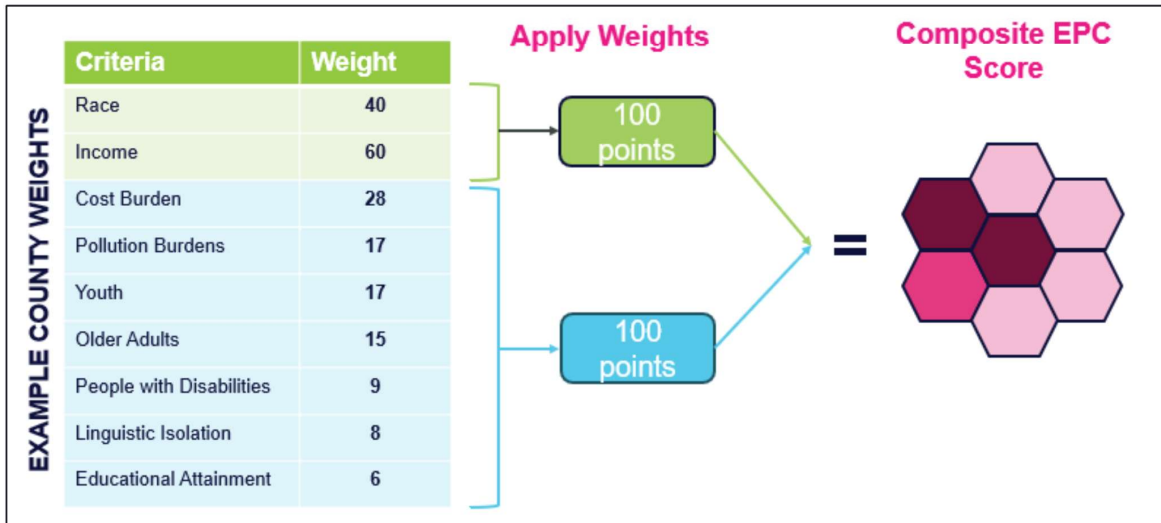 EXAMPLE COUNTY WEIGHTS
Criteria Weight
Race 40
Income 60
Cost Burden 28
Pollution Burdens 17
Youth 17
Older Adults 15
People with Disabilities 9
Linguistic Isolation 8
Educational Attainment 6
Apply Weights
100
points
100
points
=
Composite EPC
Score